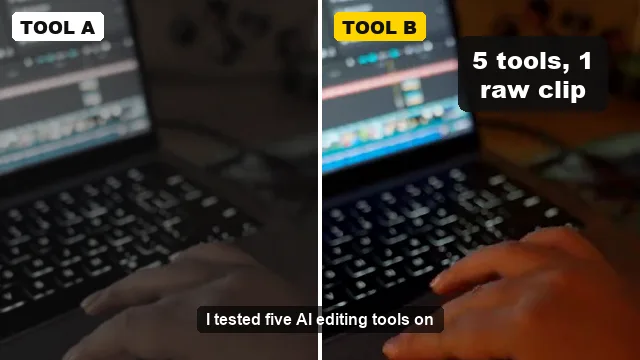 TOOL A
TOOL B
5 tools, 1
raw clip
I tested five AI editing tools on